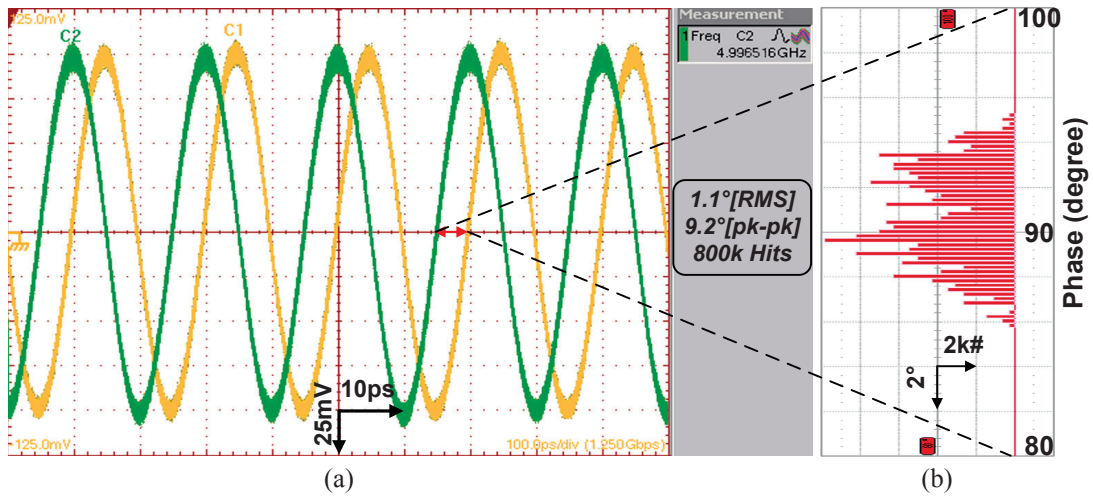 125.0mV
C2
C1
Measurement
1 Freq C2
4.996516GHz
1.1°[RMS]
9.2°[pk-pk]
800k Hits
10ps
25mV
-125.0mV
100.0ps/div (1.250Gbps)
(a)
100
90
80
Phase (degree)
2k#
2°
(b)